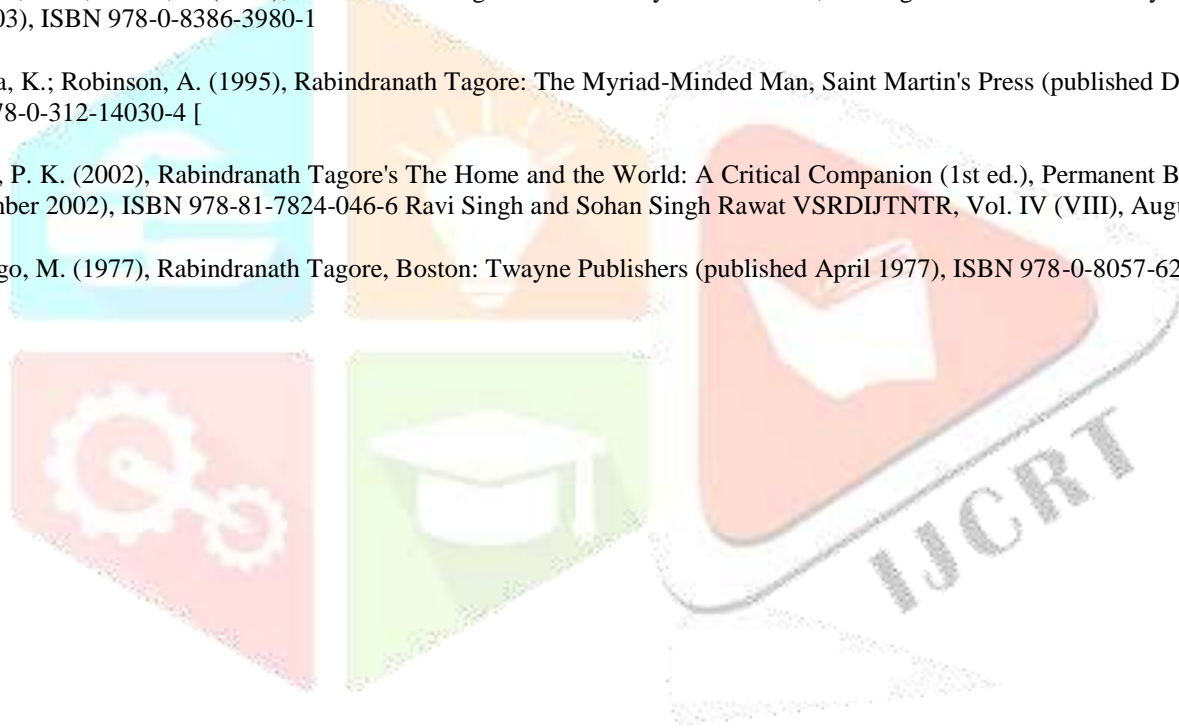 03), ISBN 978-0-8386-3980-1
a, K.; Robinson, A. (1995), Rabindranath Tagore: The Myriad-Minded Man, Saint Martin's Press (published D
78-0-312-14030-4 [
, P. K. (2002), Rabindranath Tagore's The Home and the World: A Critical Companion (1st ed.), Permanent B
nber 2002), ISBN 978-81-7824-046-6 Ravi Singh and Sohan Singh Rawat VSRDIJTNTR, Vol. IV (VIII), Augu
go, M. (1977), Rabindranath Tagore, Boston: Twayne Publishers (published April 1977), ISBN 978-0-8057-62
IJCRT